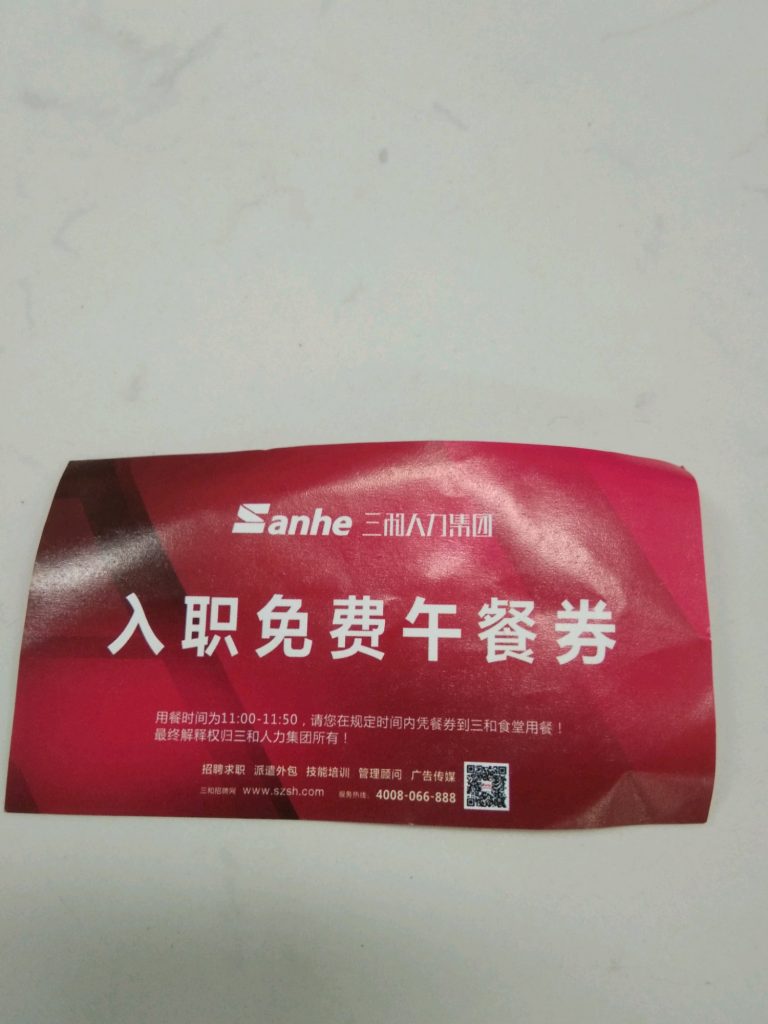 Sanhe 三和人力集团
入职免费午餐券
用餐时间为11:00-11:50，请您在规定时间内凭餐券到三和食堂用餐！
最终解释权归三和人力集团所有！
招聘求职 派遣外包 技能培训 管理顾问 广告传媒
三和招聘网 www.szsh.com 服务热线：4008-066-888